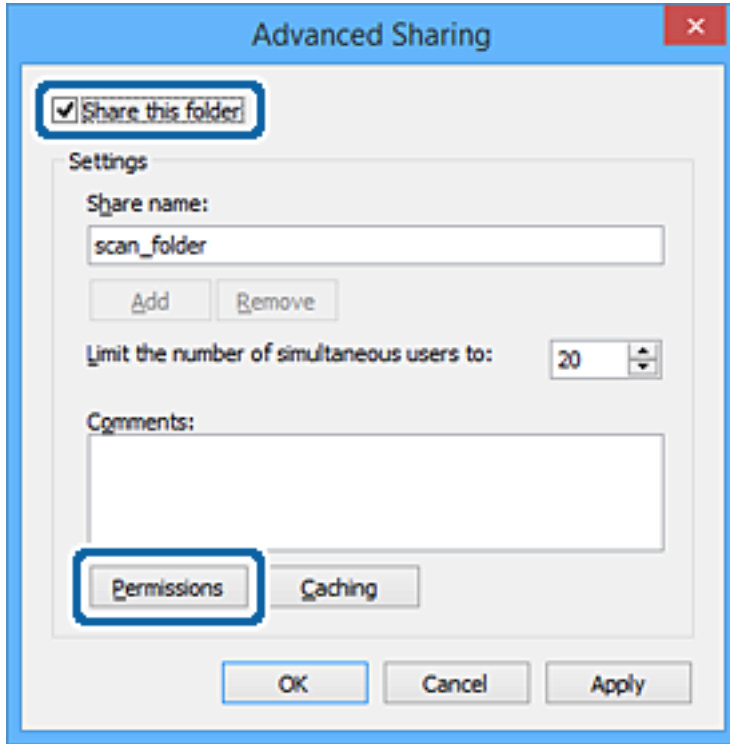 Advanced Sharing
Share this folder
Settings
Share name:
scan_folder
Add Remove
Limit the number of simultaneous users to: 20
Comments:
Permissions Caching
OK Cancel Apply